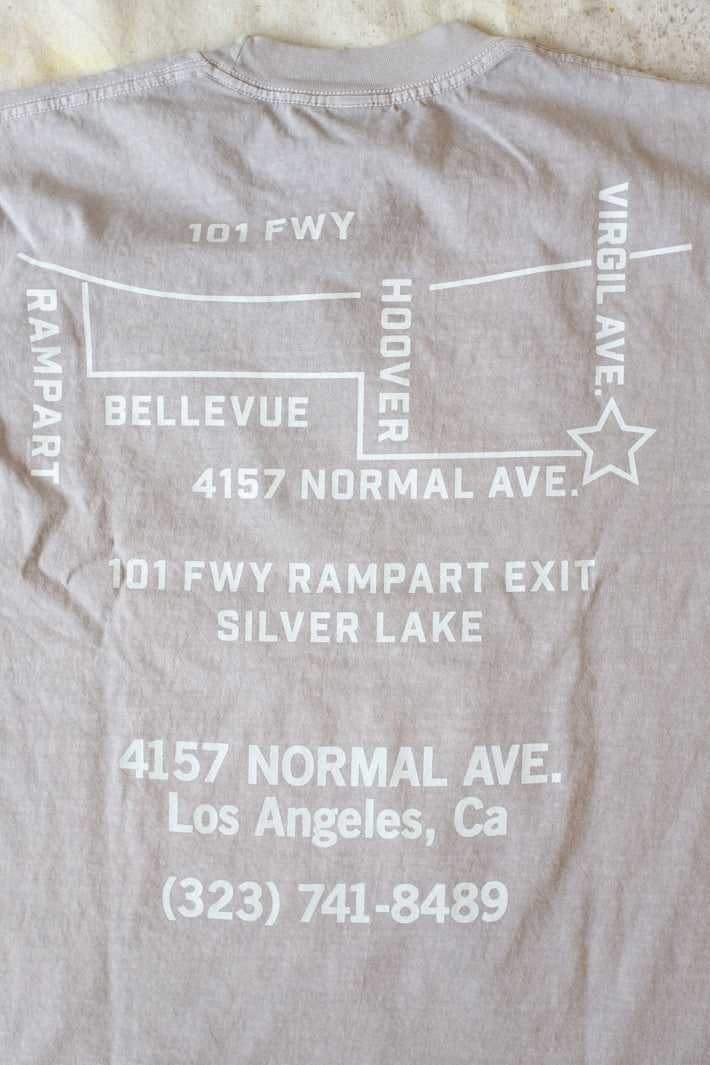 101 FWY
VIRGIL AVE.
RAMPART
HOOVER
BELLEVUE
4157 NORMAL AVE.
101 FWY RAMPART EXIT
SILVER LAKE
4157 NORMAL AVE.
Los Angeles, Ca
(323) 741-8489